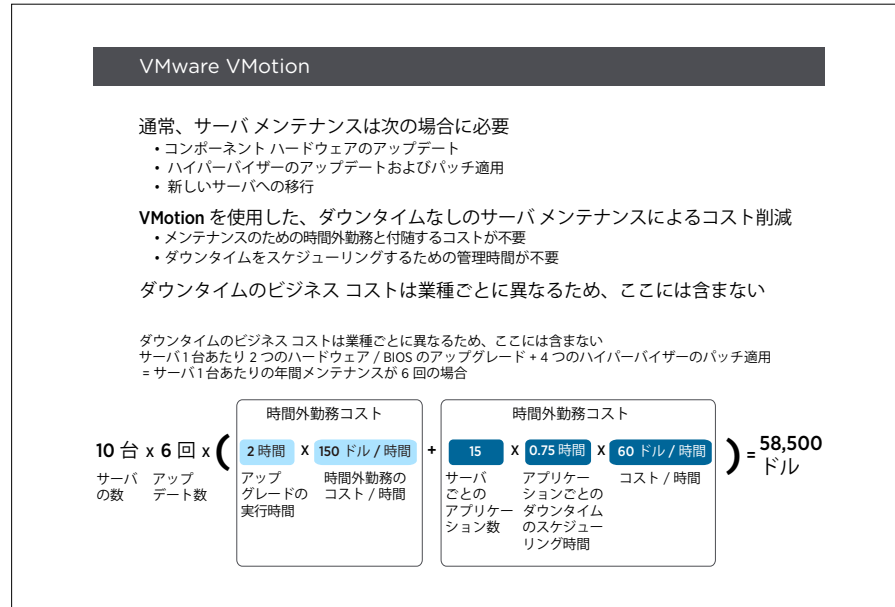 VMware VMotion
通常、サーバ メンテナンスは次の場合に必要
• コンポーネント ハードウェアのアップデート
• ハイパーバイザーのアップデートおよびパッチ適用
• 新しいサーバへの移行
VMotion を使用した、ダウンタイムなしのサーバ メンテナンスによるコスト削減
• メンテナンスのための時間外勤務と付随するコストが不要
• ダウンタイムをスケジューリングするための管理時間が不要
ダウンタイムのビジネス コストは業種ごとに異なるため、ここには含まない
ダウンタイムのビジネス コストは業種ごとに異なるため、ここには含まない
サーバ 1 台あたり 2 つのハードウェア / BIOS のアップグレード + 4 つのハイパーバイザーのパッチ適用
= サーバ 1 台あたりの年間メンテナンスが 6 回の場合
時間外勤務コスト 時間外勤務コスト
10 台 x 6 回 x ( 2 時間 x 150 ドル / 時間 + 15 x 0.75 時間 x 60 ドル / 時間 ) = 58,500
ドル
サーバ
の数
アップ
デート数
アップ
グレードの
実行時間
時間外勤務の
コスト / 時間
サーバ
ごとの
アプリケー
ション数
アプリケー
ションごとの
ダウンタイム
のスケジュー
リング時間
コスト / 時間